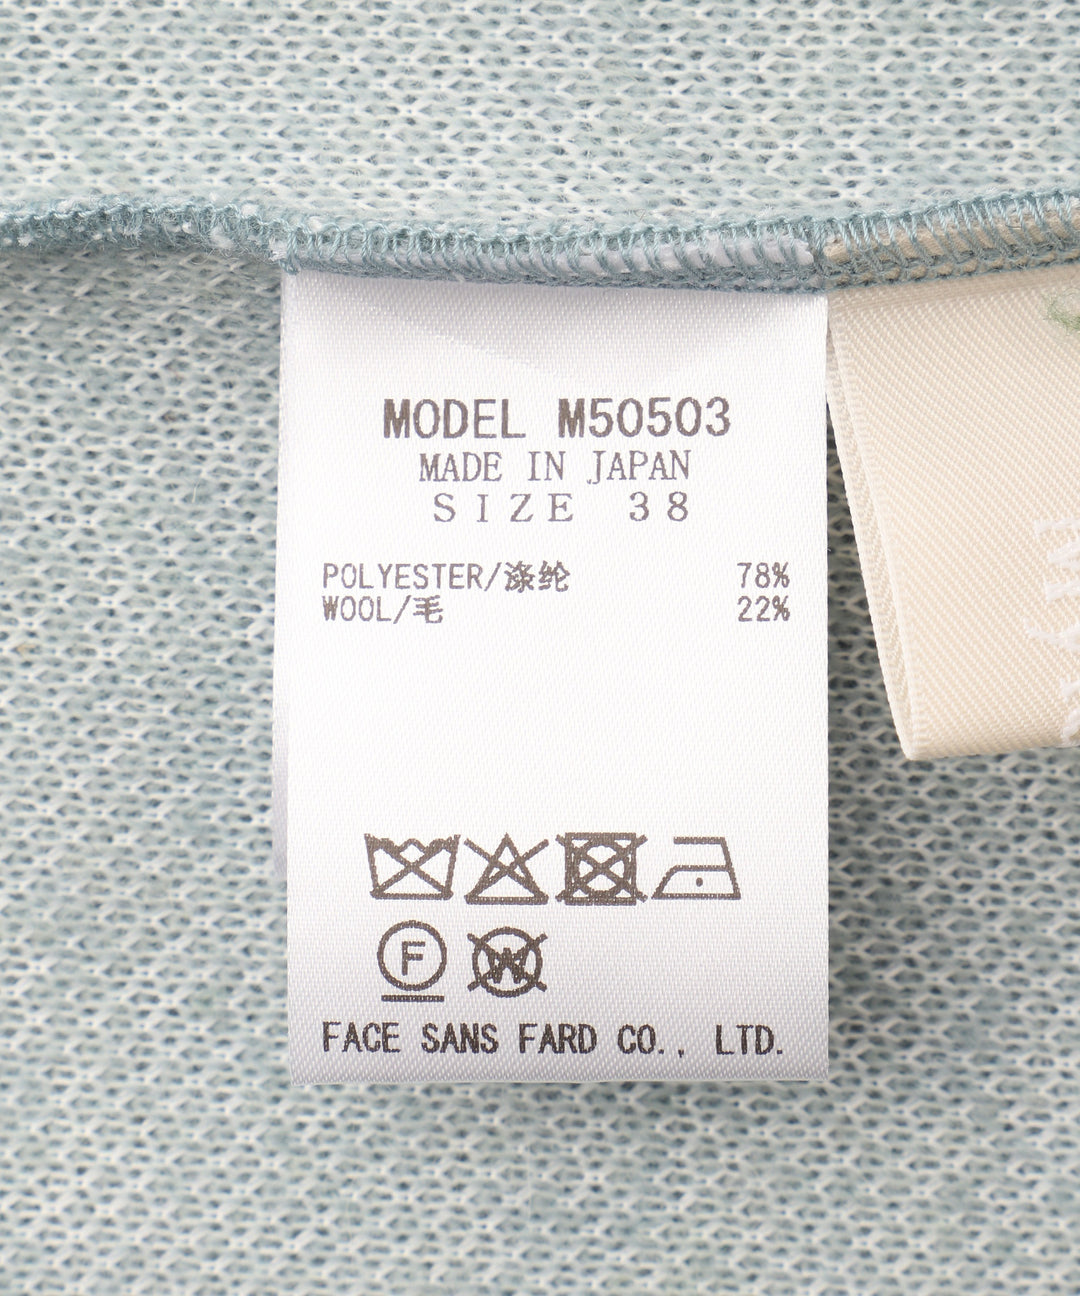 MODEL M50503
MADE IN JAPAN
SIZE 38
POLYESTER/涤纶 78%
WOOL/毛 22%
F W
FACE SANS FARD CO., LTD.